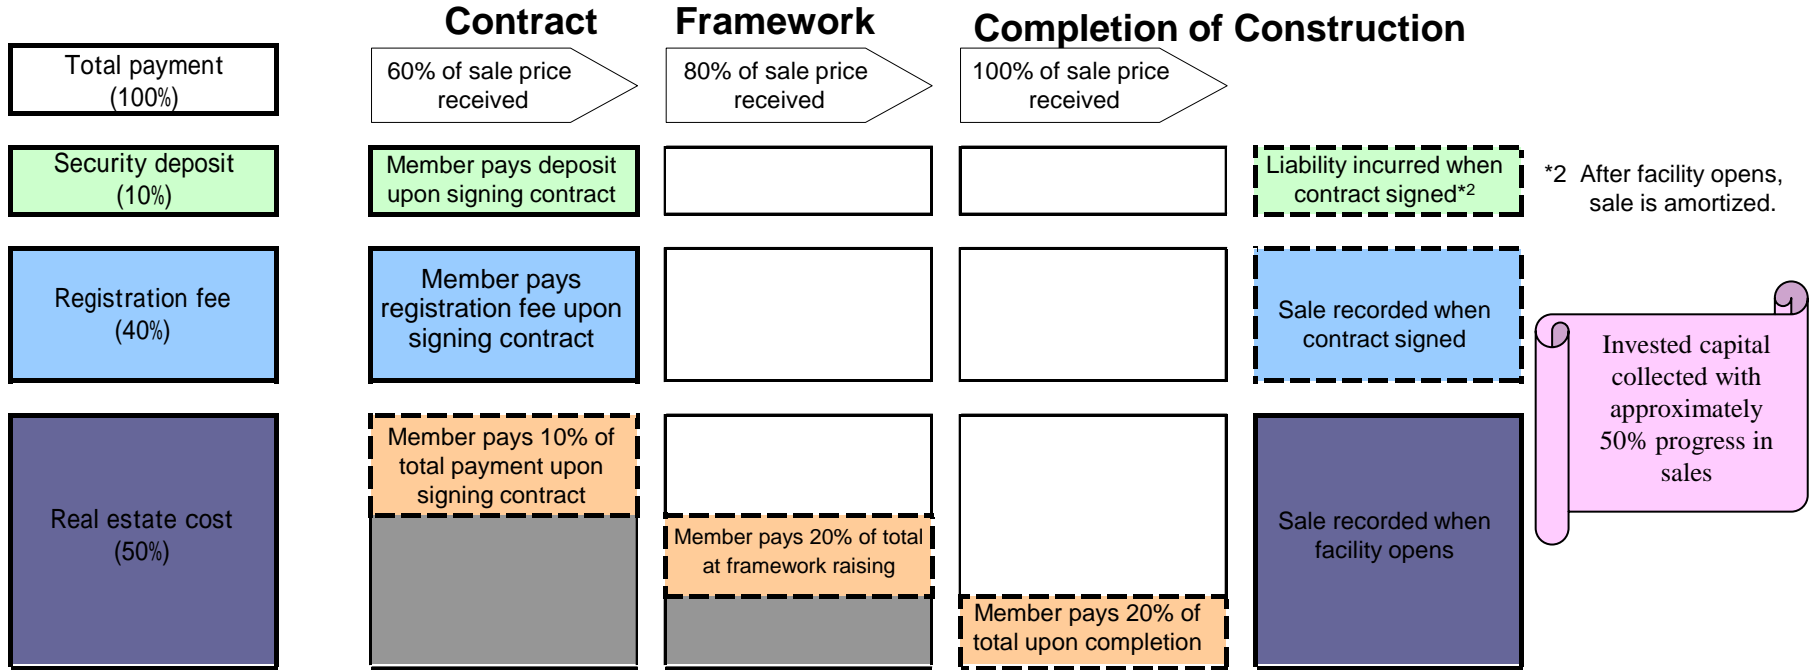 Contract
Framework
Completion of Construction
Total payment
(100%)
60% of sale price
received
80% of sale price
received
100% of sale price
received
Security deposit
(10%)
Member pays deposit
upon signing contract
Liability incurred when
contract signed*2
*2 After facility opens,
sale is amortized.
Registration fee
(40%)
Member pays
registration fee upon
signing contract
Sale recorded when
contract signed
Invested capital
collected with
approximately
50% progress in
sales
Real estate cost
(50%)
Member pays 10% of
total payment upon
signing contract
Member pays 20% of total
at framework raising
Member pays 20% of
total upon completion
Sale recorded when
facility opens